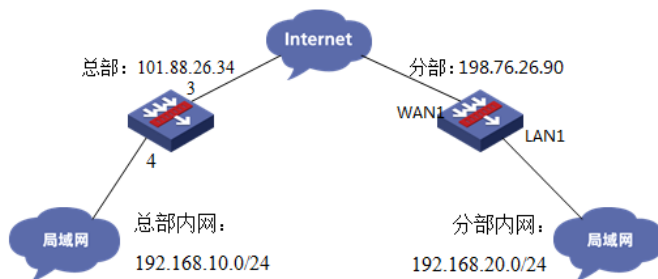 Internet
总部：101.88.26.34
分部：198.76.26.90
3
WAN1
LAN1
4
总部内网：
分部内网：
局域网
局域网
192.168.10.0/24
192.168.20.0/24